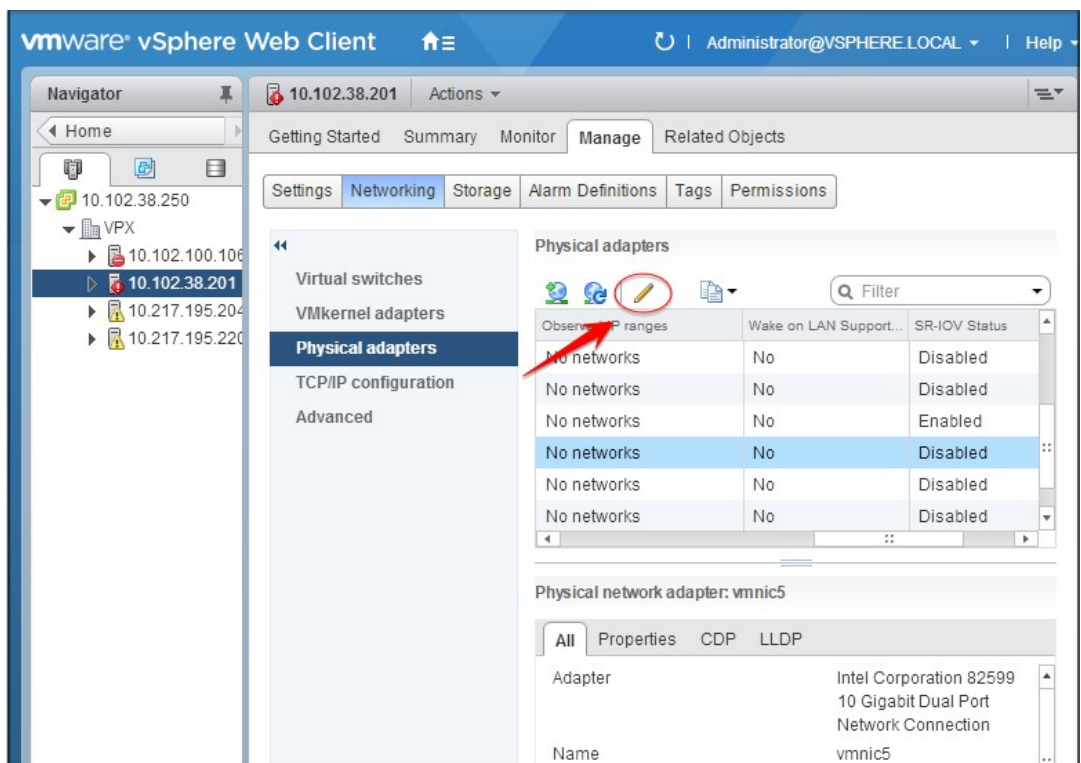 vmware® vSphere Web Client
Administrator@VSPHERE.LOCAL
Help
Navigator
10.102.38.201 Actions
Home
Getting Started Summary Monitor Manage Related Objects
Settings Networking Storage Alarm Definitions Tags Permissions
10.102.38.250
VPX
10.102.100.106
10.102.38.201
10.217.195.204
10.217.195.220
Virtual switches
VMkernel adapters
Physical adapters
TCP/IP configuration
Advanced
Physical adapters
Filter
ranges Wake on LAN Support... SR-IOV Status
No networks No Disabled
No networks No Disabled
No networks No Enabled
No networks No Disabled
No networks No Disabled
No networks No Disabled
Physical network adapter: vmnic5
All Properties CDP LLDP
Adapter Intel Corporation 82599
10 Gigabit Dual Port
Network Connection
Name vmnic5